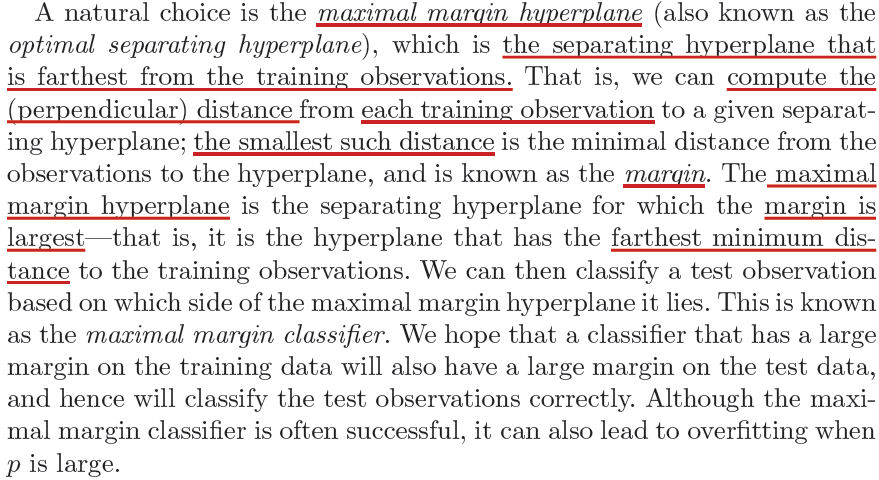 A natural choice is the maximal margin hyperplane (also known as the
optimal separating hyperplane), which is the separating hyperplane that
is farthest from the training observations. That is, we can compute the
(perpendicular) distance from each training observation to a given separat-
ing hyperplane; the smallest such distance is the minimal distance from the
observations to the hyperplane, and is known as the margin. The maximal
margin hyperplane is the separating hyperplane for which the margin is
largest—that is, it is the hyperplane that has the farthest minimum dis-
tance to the training observations. We can then classify a test observation
based on which side of the maximal margin hyperplane it lies. This is known
as the maximal margin classifier. We hope that a classifier that has a large
margin on the training data will also have a large margin on the test data,
and hence will classify the test observations correctly. Although the maxi-
mal margin classifier is often successful, it can also lead to overfitting when
p is large.